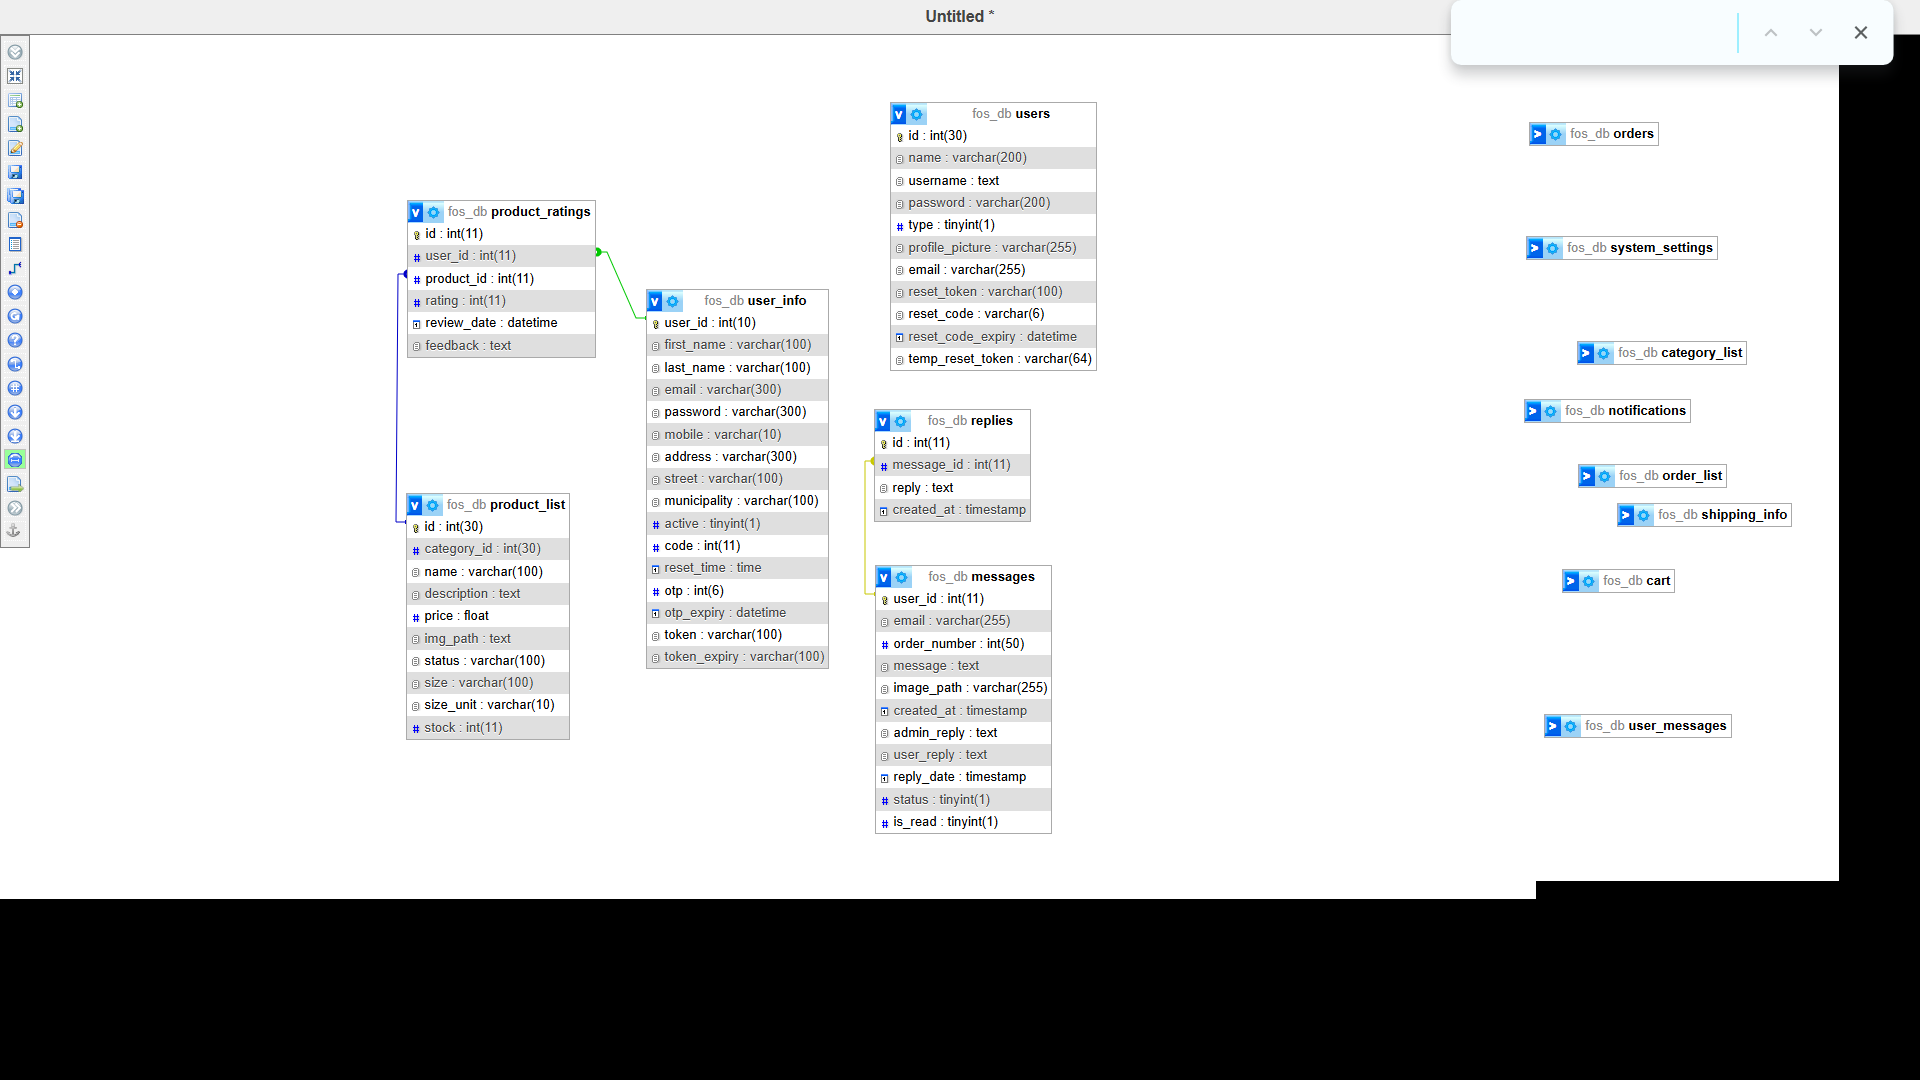 Untitled *
fos_db product_ratings
id : int(11)
user_id : int(11)
product_id : int(11)
rating : int(11)
review_date : datetime
feedback : text
fos_db product_list
id : int(30)
category_id : int(30)
name : varchar(100)
description : text
price : float
img_path : text
status : varchar(100)
size : varchar(100)
size_unit : varchar(10)
stock : int(11)
fos_db user_info
user_id : int(10)
first_name : varchar(100)
last_name : varchar(100)
email : varchar(300)
password : varchar(300)
mobile : varchar(10)
address : varchar(300)
street : varchar(100)
municipality : varchar(100)
active : tinyint(1)
code : int(11)
reset_time : time
otp : int(6)
otp_expiry : datetime
token : varchar(100)
token_expiry : varchar(100)
fos_db users
id : int(30)
name : varchar(200)
username : text
password : varchar(200)
type : tinyint(1)
profile_picture : varchar(255)
email : varchar(255)
reset_token : varchar(100)
reset_code : varchar(6)
reset_code_expiry : datetime
temp_reset_token : varchar(64)
fos_db replies
id : int(11)
message_id : int(11)
reply : text
created_at : timestamp
fos_db messages
user_id : int(11)
email : varchar(255)
order_number : int(50)
message : text
image_path : varchar(255)
created_at : timestamp
admin_reply : text
user_reply : text
reply_date : timestamp
status : tinyint(1)
is_read : tinyint(1)
fos_db orders
fos_db system_settings
fos_db category_list
fos_db notifications
fos_db order_list
fos_db shipping_info
fos_db cart
fos_db user_messages